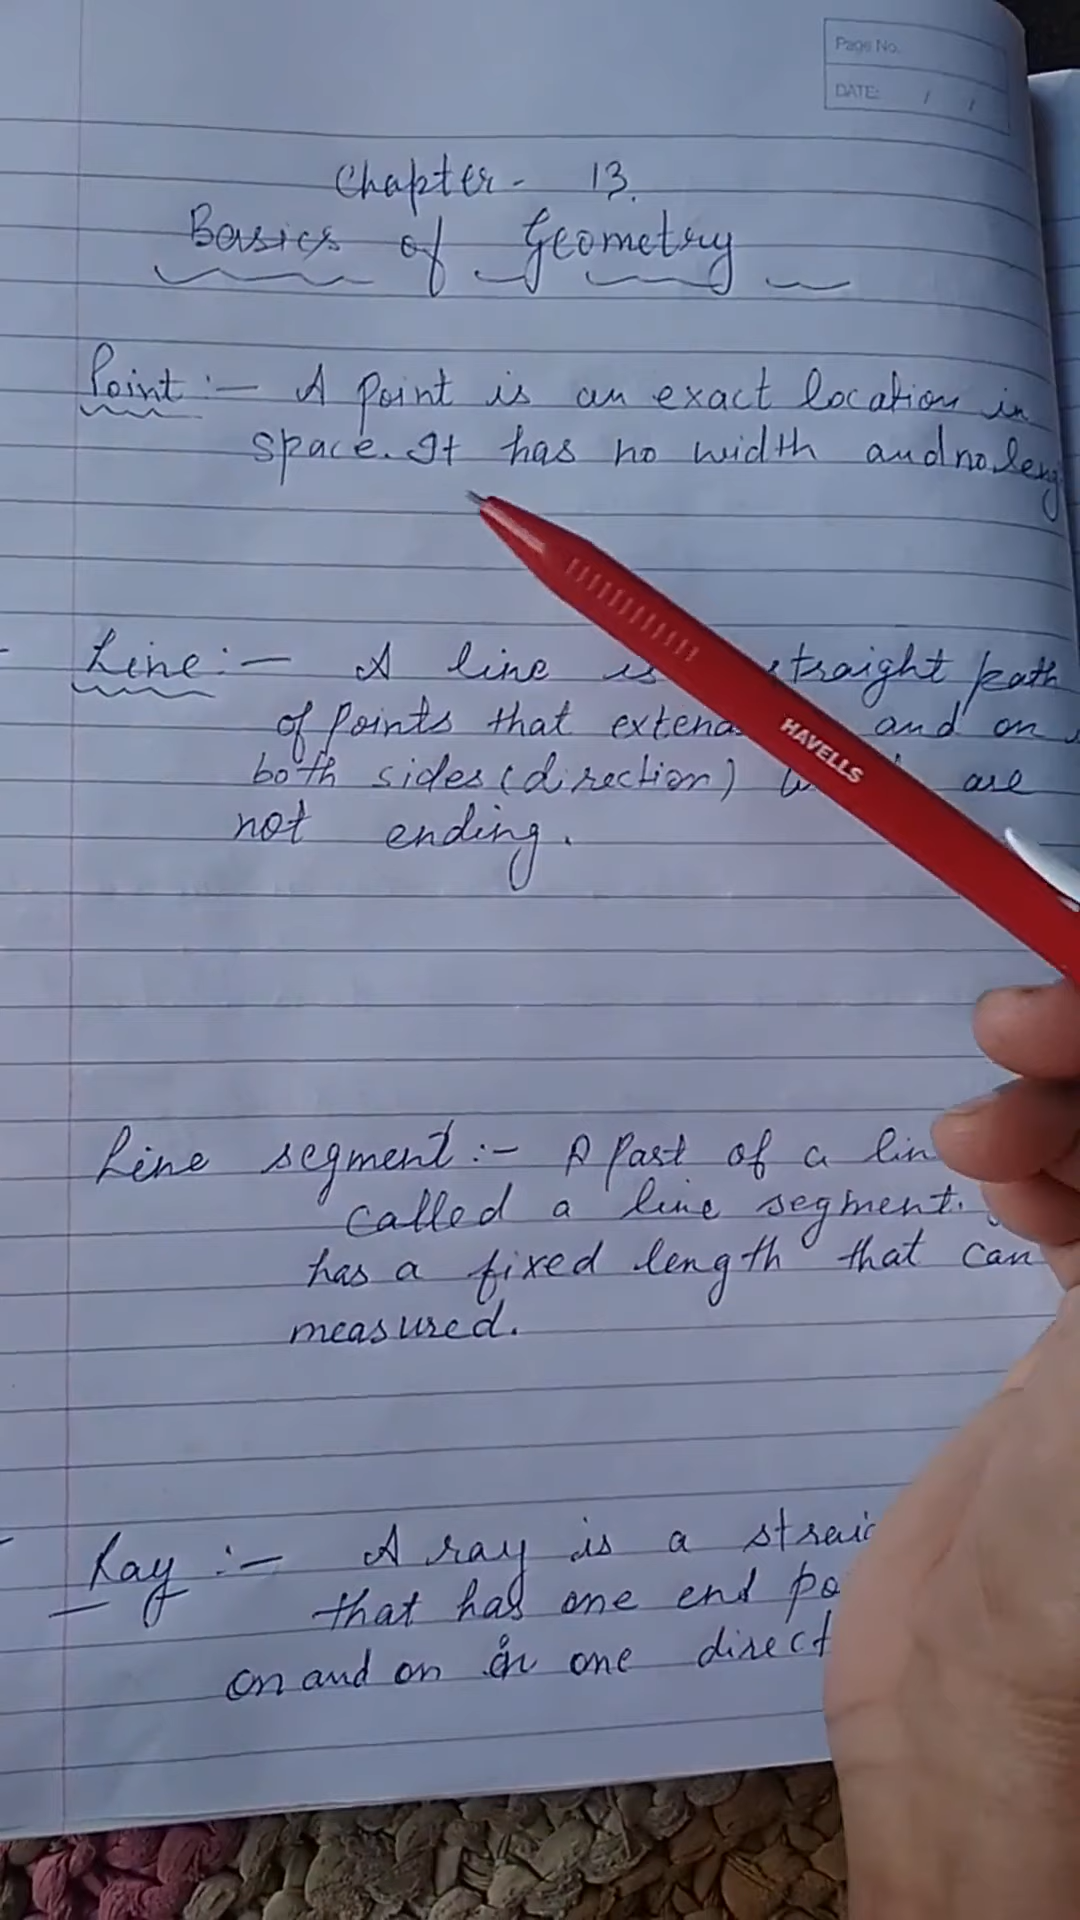 Page No.
DATE: / /
Chapter - 13.
Basics of Geometry
Point :- A point is an exact location in
space. It has no width and no leng
Line :- A line is straight path
of points that extend and on
both sides (direction) are
not ending.
HAVELLS
Line segment :- A Part of a lin
called a line segment.
has a fixed length that can
measured.
Ray :- A ray is a straig
that has one end po
on and on in one direct